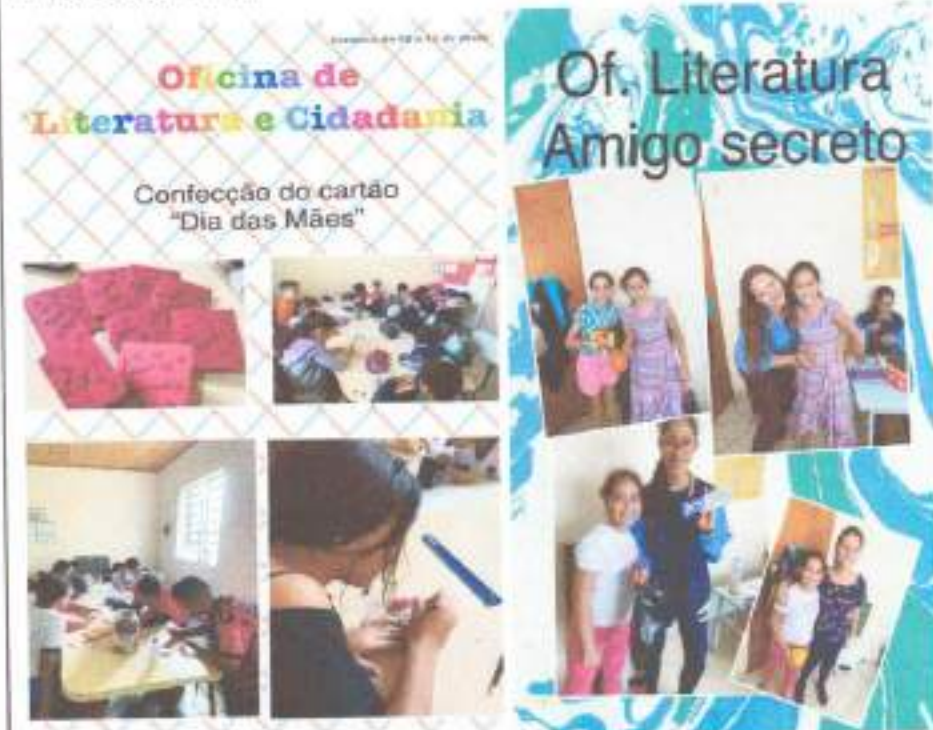 Oficina de
Literatura e Cidadania
Confecção do cartão
"Dia das Mães"
Of. Literatura
Amigo secreto